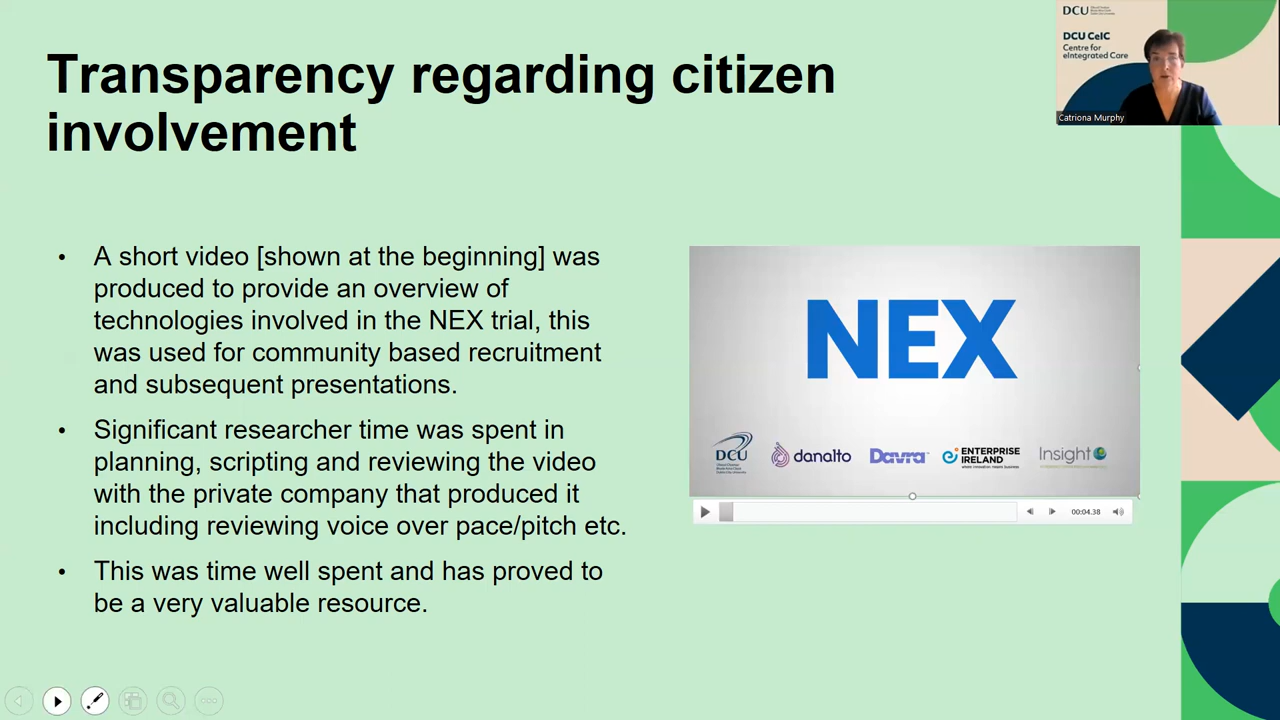 Transparency regarding citizen
involvement
• A short video [shown at the beginning] was
produced to provide an overview of
technologies involved in the NEX trial, this
was used for community based recruitment
and subsequent presentations.
• Significant researcher time was spent in
planning, scripting and reviewing the video
with the private company that produced it
including reviewing voice over pace/pitch etc.
• This was time well spent and has proved to
be a very valuable resource.
NEX
DCU
danalto
Davra
ENTERPRISE
IRELAND
where innovation means business
Insight
00:04.38
DCU
DCU CeIC
Centre for
eIntegrated Care
Catriona Murphy